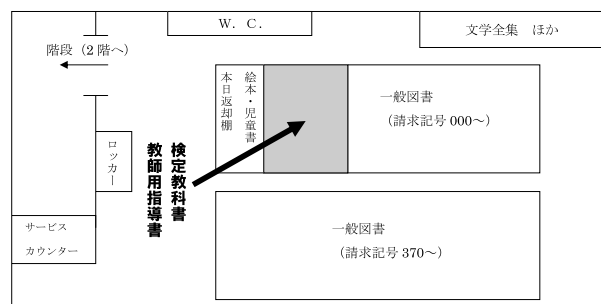 W. C.
文学全集 ほか
階段（2 階へ）
絵本・児童書
本日返却棚
一般図書
（請求記号 000～）
ロッカー
検定教科書
教師用指導書
サービス
カウンター
一般図書
（請求記号 370～）